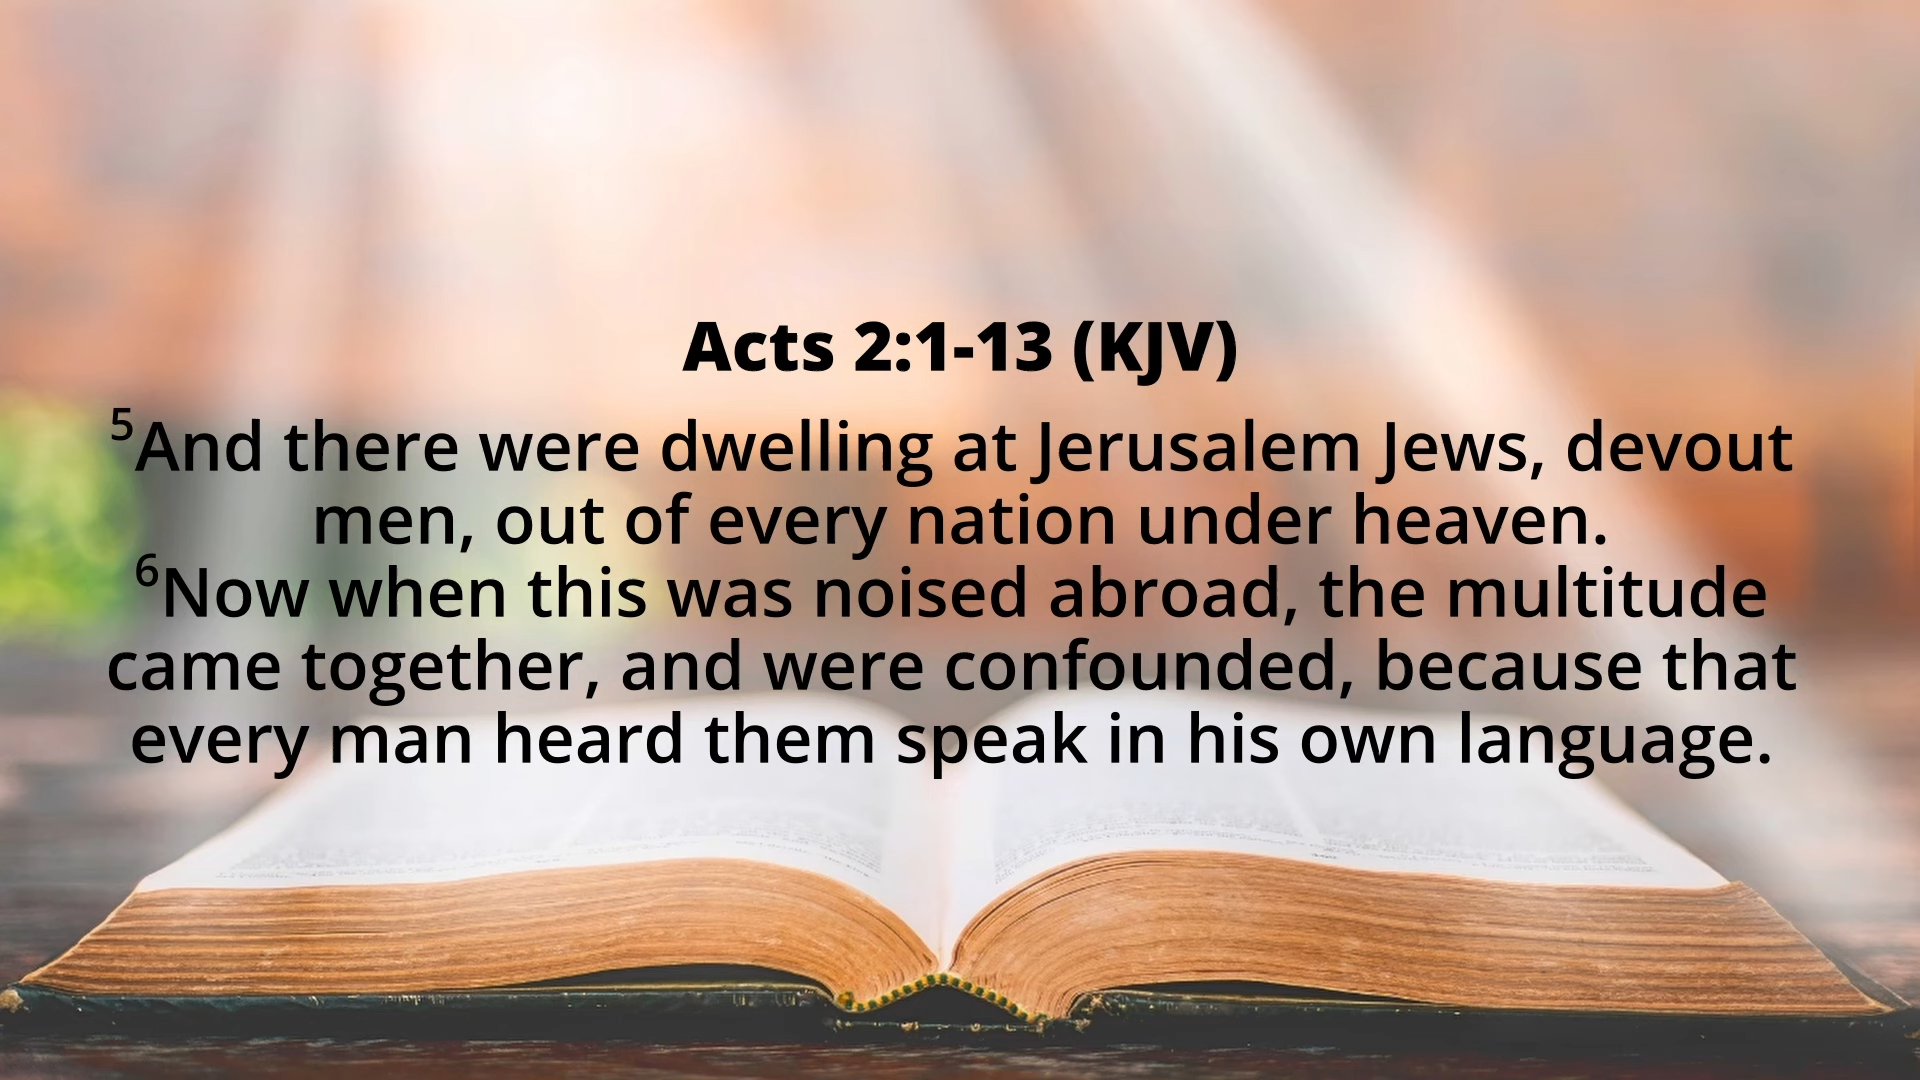 Acts 2:1-13 (KJV)
5And there were dwelling at Jerusalem Jews, devout
men, out of every nation under heaven.
6Now when this was noised abroad, the multitude
came together, and were confounded, because that
every man heard them speak in his own language.